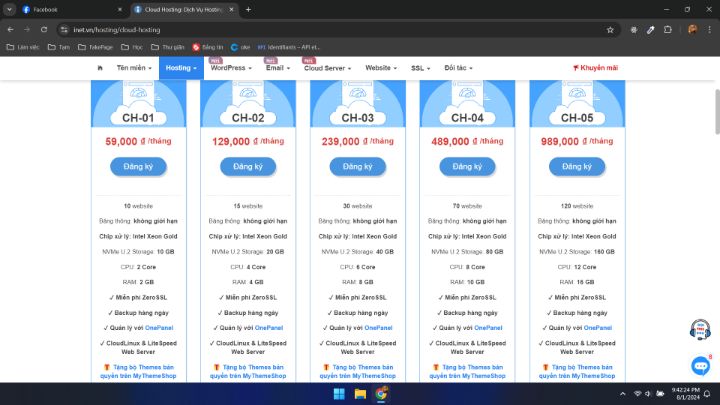 Facebook
Cloud Hosting: Dịch Vụ Hosting
inet.vn/hosting/cloud-hosting
Làm việc
Tạm
FakePage
Học
Thư giãn
Đăng tin
oke
Identifiants – API et...
Tên miền
Hosting
WordPress
Email
Cloud Server
Website
SSL
Đối tác
Khuyến mãi
CH-01 CH-02 CH-03 CH-04 CH-05
59,000 ₫ /tháng 129,000 ₫ /tháng 239,000 ₫ /tháng 489,000 ₫ /tháng 989,000 ₫ /tháng
Đăng ký Đăng ký Đăng ký Đăng ký Đăng ký
10 website 15 website 30 website 70 website 120 website
Băng thông: không giới hạn Băng thông: không giới hạn Băng thông: không giới hạn Băng thông: không giới hạn Băng thông: không giới hạn
Chip xử lý: Intel Xeon Gold Chip xử lý: Intel Xeon Gold Chip xử lý: Intel Xeon Gold Chip xử lý: Intel Xeon Gold Chip xử lý: Intel Xeon Gold
NVMe U.2 Storage: 10 GB NVMe U.2 Storage: 20 GB NVMe U.2 Storage: 40 GB NVMe U.2 Storage: 80 GB NVMe U.2 Storage: 160 GB
CPU: 2 Core CPU: 4 Core CPU: 6 Core CPU: 8 Core CPU: 12 Core
RAM: 2 GB RAM: 4 GB RAM: 8 GB RAM: 10 GB RAM: 16 GB
✓ Miễn phí ZeroSSL ✓ Miễn phí ZeroSSL ✓ Miễn phí ZeroSSL ✓ Miễn phí ZeroSSL ✓ Miễn phí ZeroSSL
✓ Backup hàng ngày ✓ Backup hàng ngày ✓ Backup hàng ngày ✓ Backup hàng ngày ✓ Backup hàng ngày
✓ Quản lý với OnePanel ✓ Quản lý với OnePanel ✓ Quản lý với OnePanel ✓ Quản lý với OnePanel ✓ Quản lý với OnePanel
✓ CloudLinux & LiteSpeed ✓ CloudLinux & LiteSpeed ✓ CloudLinux & LiteSpeed ✓ CloudLinux & LiteSpeed ✓ CloudLinux & LiteSpeed
Web Server Web Server Web Server Web Server Web Server
Tặng bộ Themes bản Tặng bộ Themes bản Tặng bộ Themes bản Tặng bộ Themes bản Tặng bộ Themes bản
quyền trên MyThemeShop quyền trên MyThemeShop quyền trên MyThemeShop quyền trên MyThemeShop quyền trên MyThemeShop
8
9:42:24 PM
8/1/2024